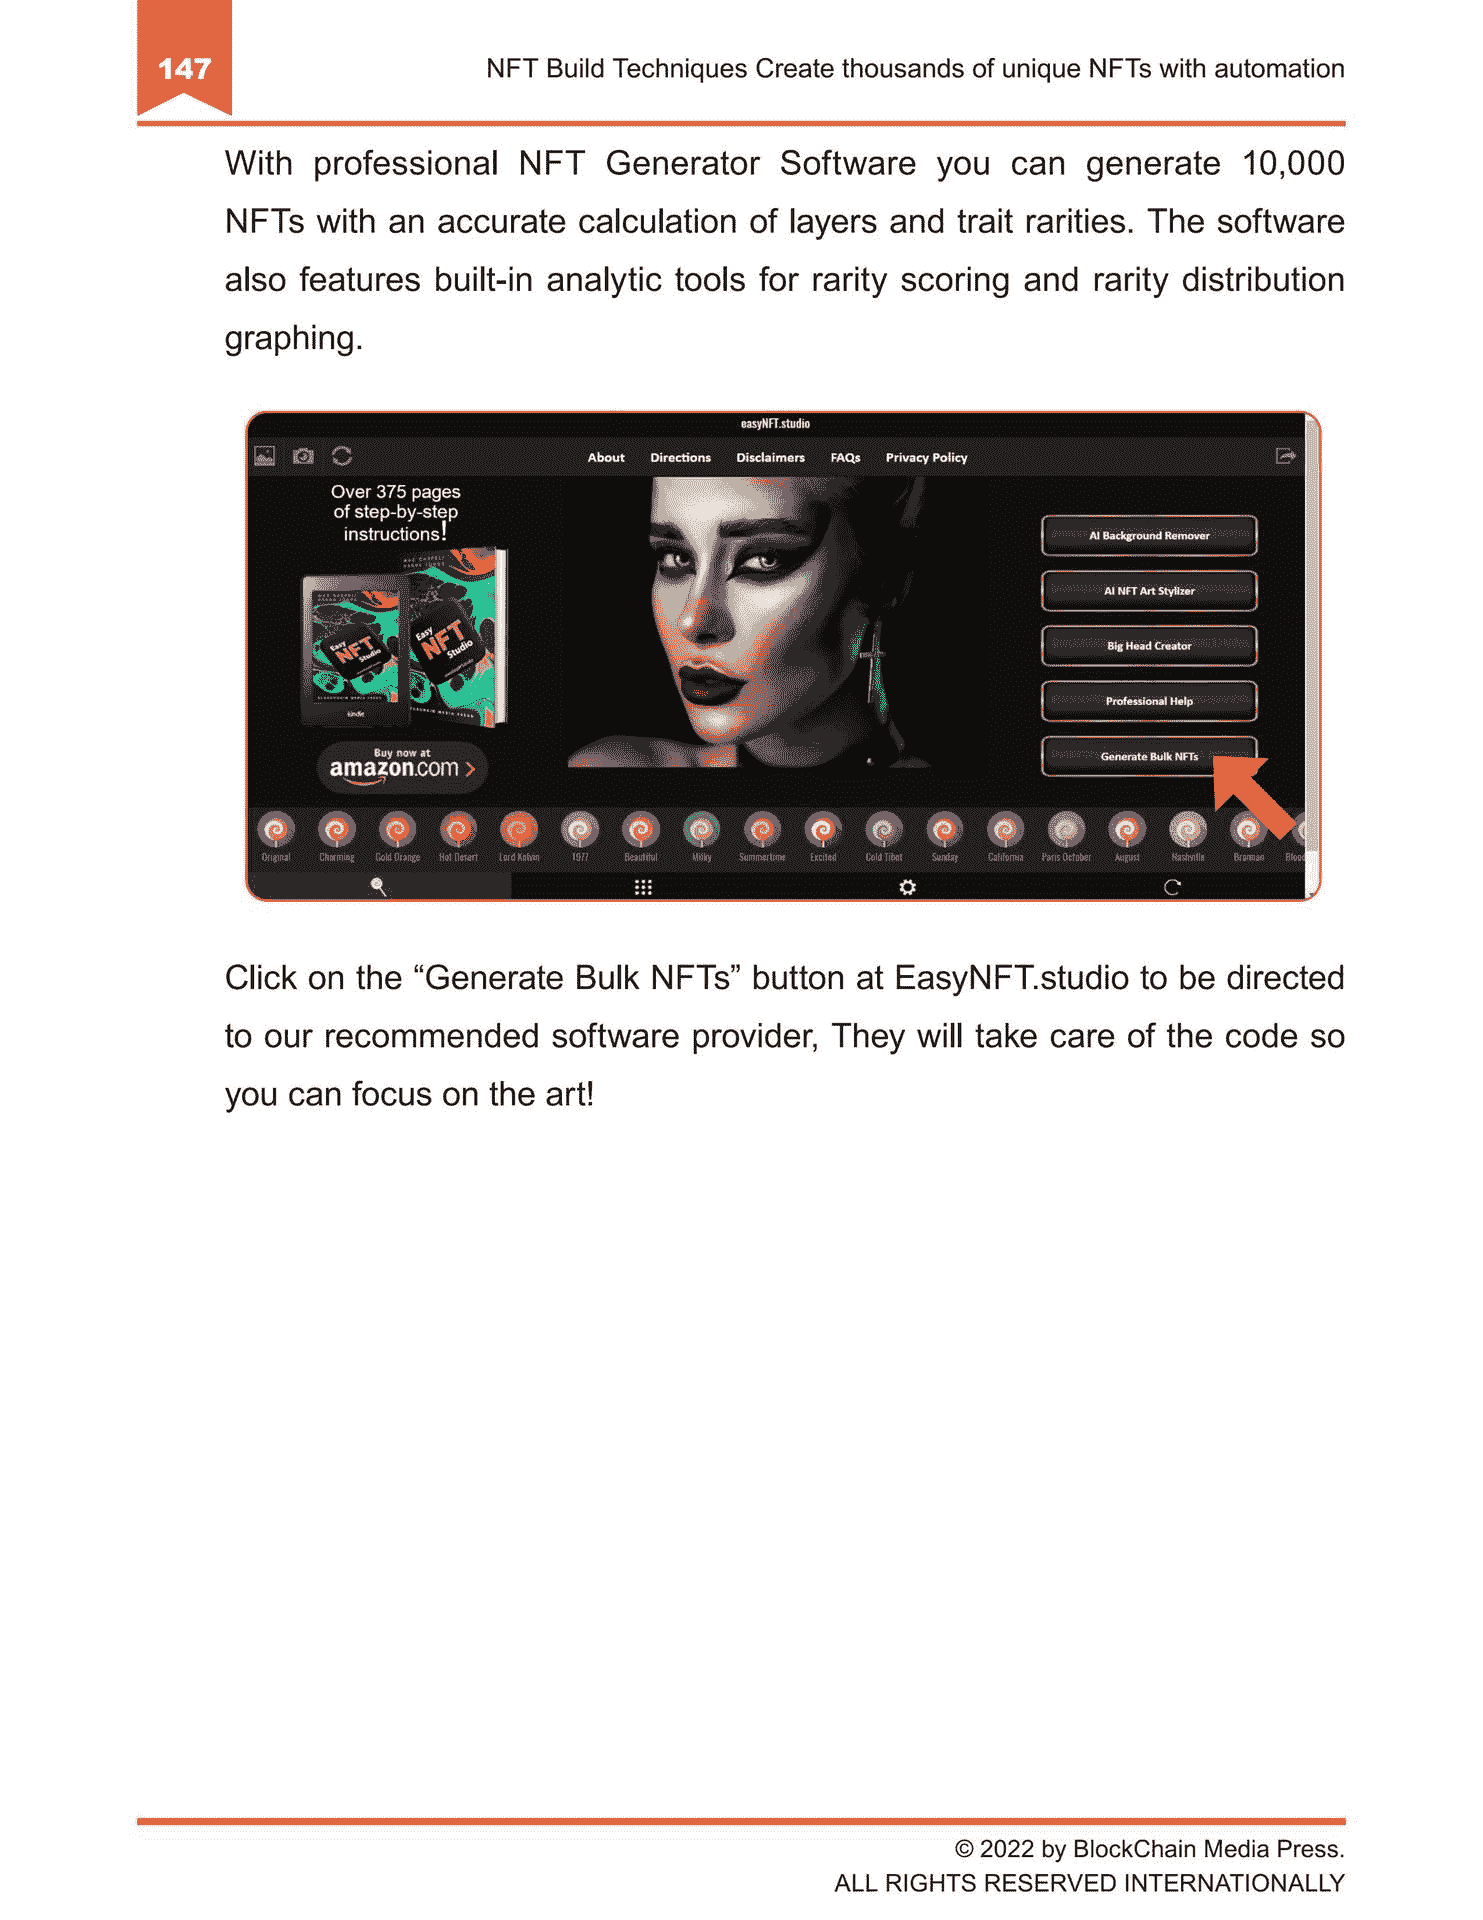 147
NFT Build Techniques Create thousands of unique NFTs with automation
With professional NFT Generator Software you can generate 10,000
NFTs with an accurate calculation of layers and trait rarities. The software
also features built-in analytic tools for rarity scoring and rarity distribution
graphing.
easyNFT.studio
About Directions Disclaimers FAQs Privacy Policy
Over 375 pages
of step-by-step
instructions!
Easy
NFT
Studio
kindle
Easy
NFT
Studio
BLOCKCHAIN MEDIA PRESS
Buy now at
amazon.com >
AI Background Remover
AI NFT Art Stylizer
Big Head Creator
Professional Help
Generate Bulk NFTs
Original Charming Gold Orange Hot Desert Lord Kelvin 1977 Beautiful Milky Summertime Excited Cold Tibet Sunday California Paris October August Nashville Brannan Blood
Click on the “Generate Bulk NFTs” button at EasyNFT.studio to be directed
to our recommended software provider, They will take care of the code so
you can focus on the art!
© 2022 by BlockChain Media Press.
ALL RIGHTS RESERVED INTERNATIONALLY